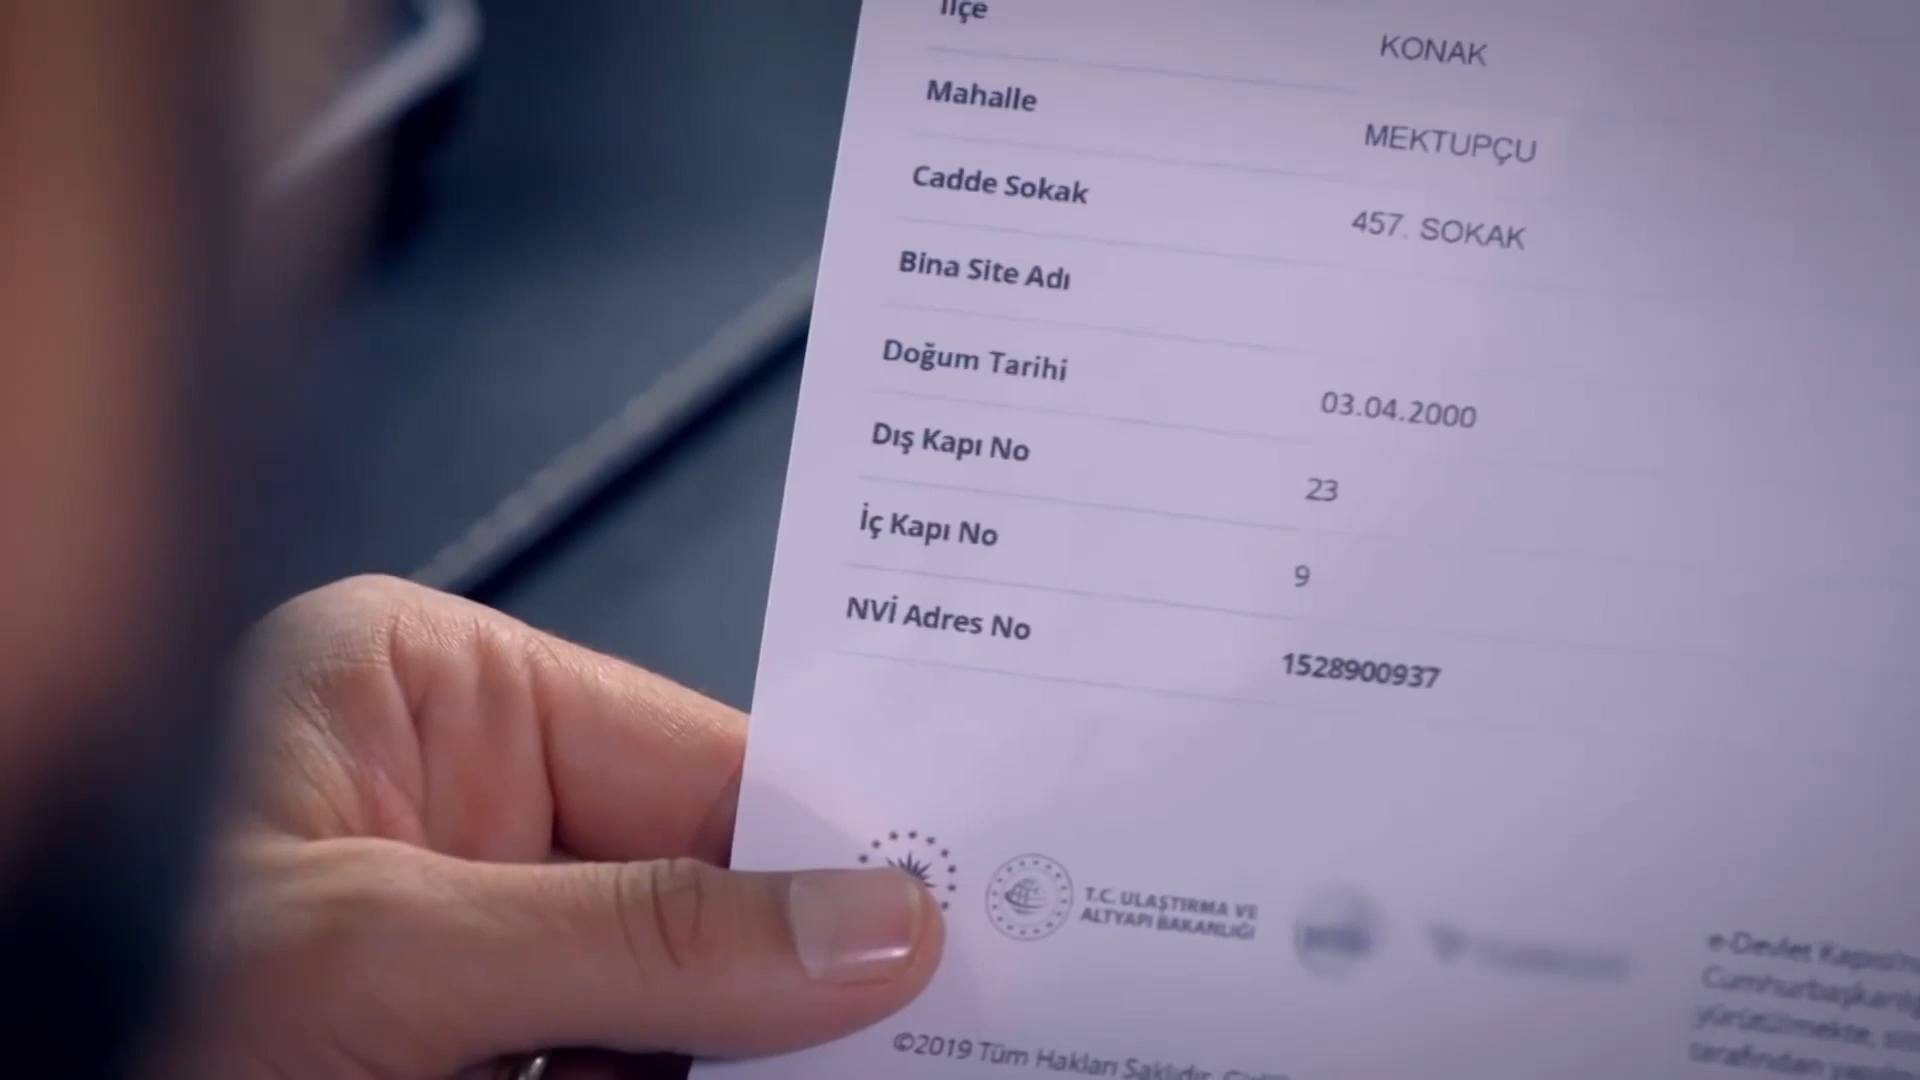 İlçe KONAK
Mahalle MEKTUPÇU
Cadde Sokak 457. SOKAK
Bina Site Adı
Doğum Tarihi 03.04.2000
Dış Kapı No 23
İç Kapı No 9
NVİ Adres No 1528900937
T.C. ULAŞTIRMA VE
ALTYAPI BAKANLIĞI
e-Devlet
©2019 Tüm Hakları Saklıdır.